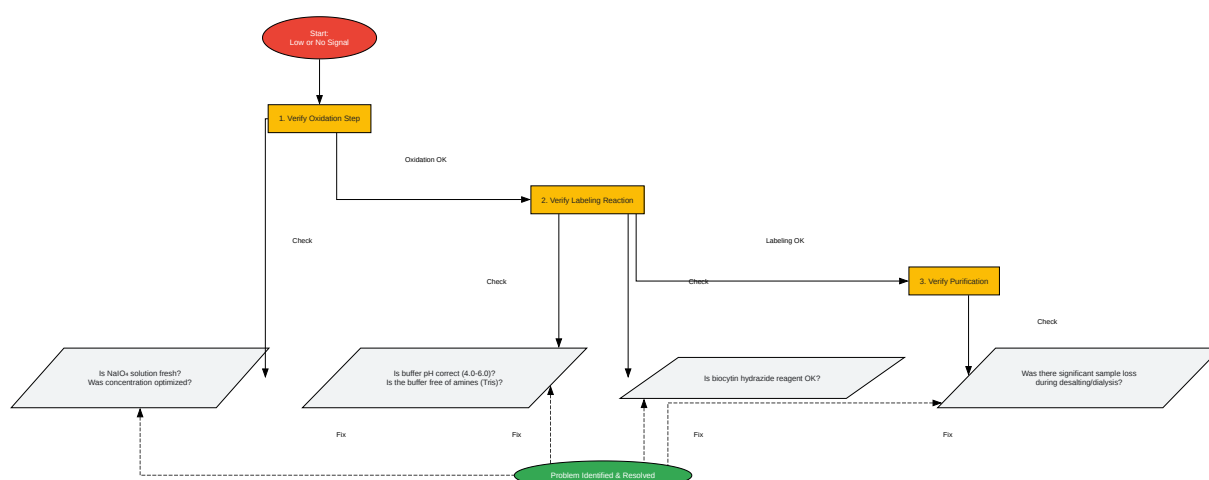 Start:
Low or No Signal
1. Verify Oxidation Step
Oxidation OK
2. Verify Labeling Reaction
Check
Labeling OK
Check
Check
3. Verify Purification
Check
Is NaIO₄ solution fresh?
Was concentration optimized?
Is buffer pH correct (4.0-6.0)?
Is the buffer free of amines (Tris)?
Is biocytin hydrazide reagent OK?
Was there significant sample loss
during desalting/dialysis?
Fix
Fix
Fix
Fix
Problem Identified & Resolved